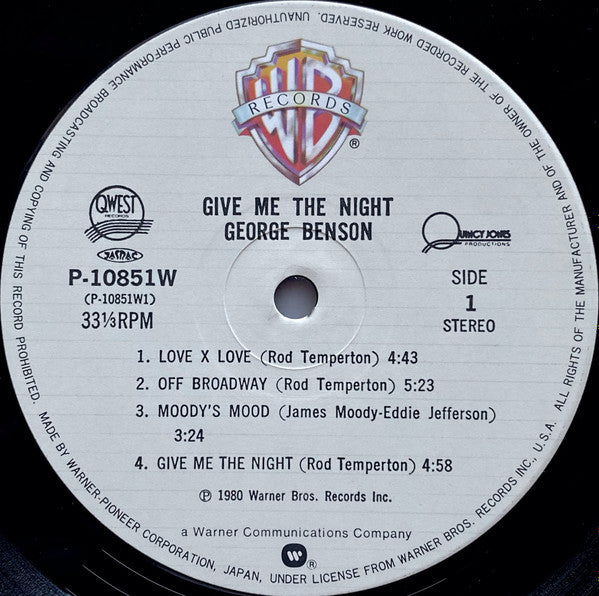 UNAUTHORIZED PUBLIC PERFORMANCE BROADCASTING AND COPYING OF THIS RECORD PROHIBITED. MADE BY WARNER-PIONEER CORPORATION, JAPAN, UNDER LICENSE FROM WARNER BROS. RECORDS INC., U.S.A. ALL RIGHTS OF THE MANUFACTURER AND OF THE OWNER OF THE RECORDED WORK RESERVED.
WB
RECORDS
®
QWEST
RECORDS
JASRAC
GIVE ME THE NIGHT
GEORGE BENSON
QUINCY JONES
PRODUCTIONS
P-10851W
(P-10851W1)
33⅓RPM
SIDE
1
STEREO
1. LOVE X LOVE (Rod Temperton) 4:43
2. OFF BROADWAY (Rod Temperton) 5:23
3. MOODY'S MOOD (James Moody-Eddie Jefferson)
3:24
4. GIVE ME THE NIGHT (Rod Temperton) 4:58
℗ 1980 Warner Bros. Records Inc.
a Warner Communications Company
®